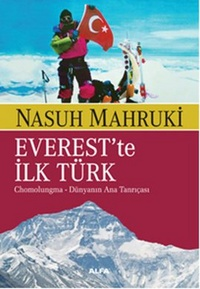 NASUH MAHRUKİ
EVEREST'te
İLK TÜRK
Chomolungma - Dünyanın Ana Tanrıçası
ALFA